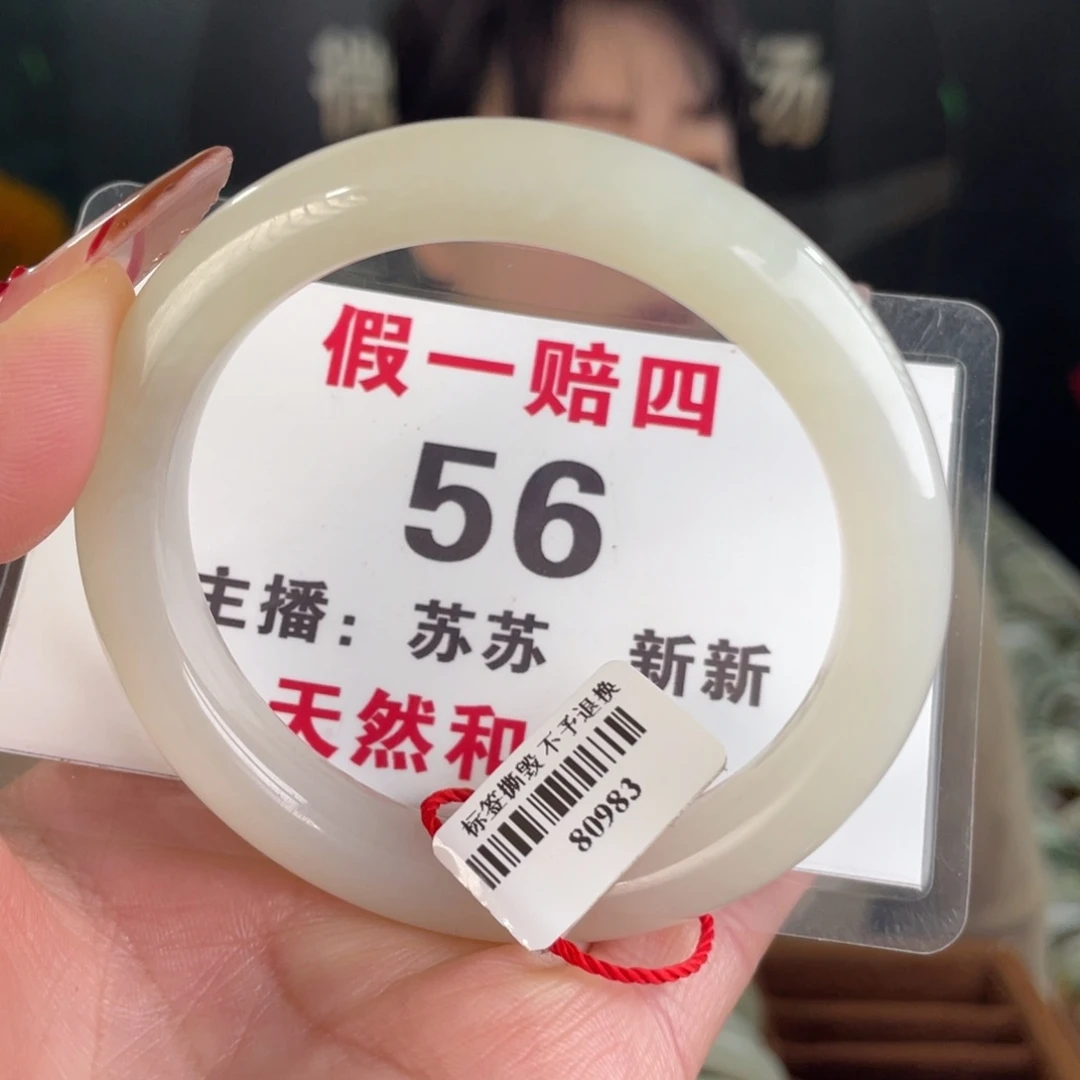 假一赔四
56
主播：苏苏 新新
天然和
标签撕毁 不予退换
80983